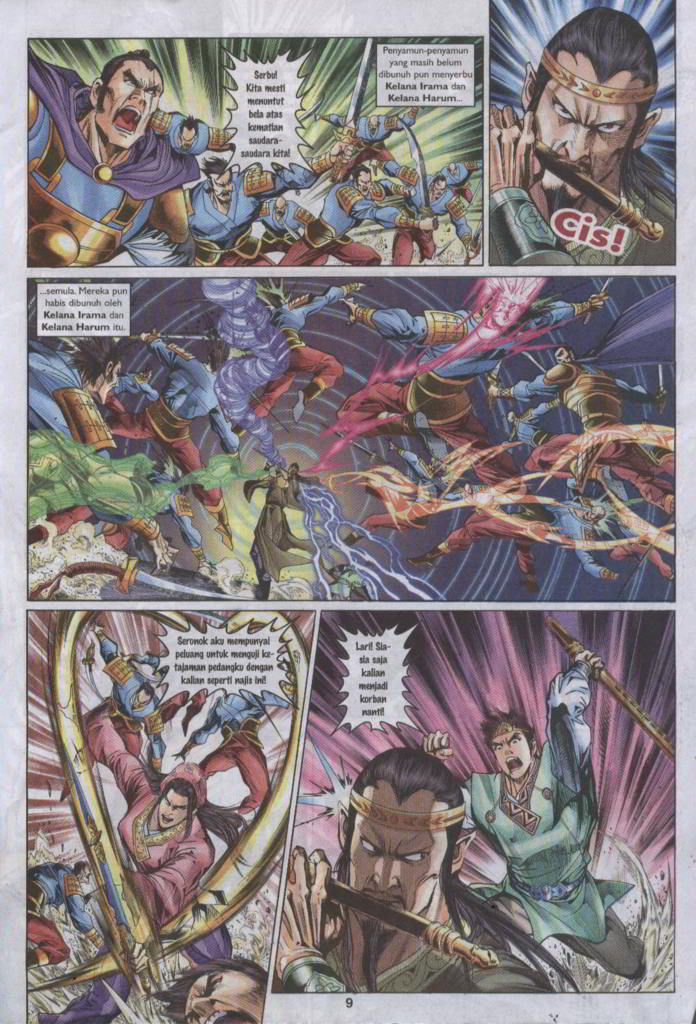 Serbu!
Kita mesti
menuntut
bela atas
kematian
saudara-
saudara kita!
Penyamun-penyamun
yang masih belum
dibunuh pun menyerbu
Kelana Irama dan
Kelana Harum...
Cis!
...semula. Mereka pun
habis dibunuh oleh
Kelana Irama dan
Kelana Harum itu.
Seronok aku mempunyai
peluang untuk menguji ke-
tajaman pedangku dengan
kalian seperti najis ini!
Lari! Sia-
sia saja
kalian
menjadi
korban
nanti!
9